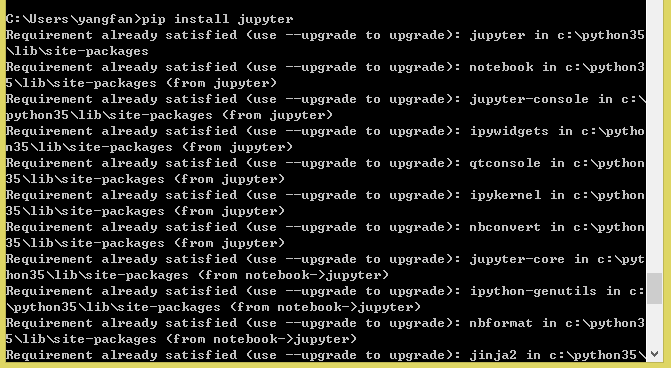 C:\Users\yangfan>pip install jupyter
Requirement already satisfied (use --upgrade to upgrade): jupyter in c:\python35
\lib\site-packages
Requirement already satisfied (use --upgrade to upgrade): notebook in c:\python3
5\lib\site-packages (from jupyter)
Requirement already satisfied (use --upgrade to upgrade): jupyter-console in c:\
python35\lib\site-packages (from jupyter)
Requirement already satisfied (use --upgrade to upgrade): ipywidgets in c:\pytho
n35\lib\site-packages (from jupyter)
Requirement already satisfied (use --upgrade to upgrade): qtconsole in c:\python
35\lib\site-packages (from jupyter)
Requirement already satisfied (use --upgrade to upgrade): ipykernel in c:\python
35\lib\site-packages (from jupyter)
Requirement already satisfied (use --upgrade to upgrade): nbconvert in c:\python
35\lib\site-packages (from jupyter)
Requirement already satisfied (use --upgrade to upgrade): jupyter-core in c:\pyt
hon35\lib\site-packages (from notebook->jupyter)
Requirement already satisfied (use --upgrade to upgrade): ipython-genutils in c:
\python35\lib\site-packages (from notebook->jupyter)
Requirement already satisfied (use --upgrade to upgrade): nbformat in c:\python3
5\lib\site-packages (from notebook->jupyter)
Requirement already satisfied (use --upgrade to upgrade): jinja2 in c:\python35\